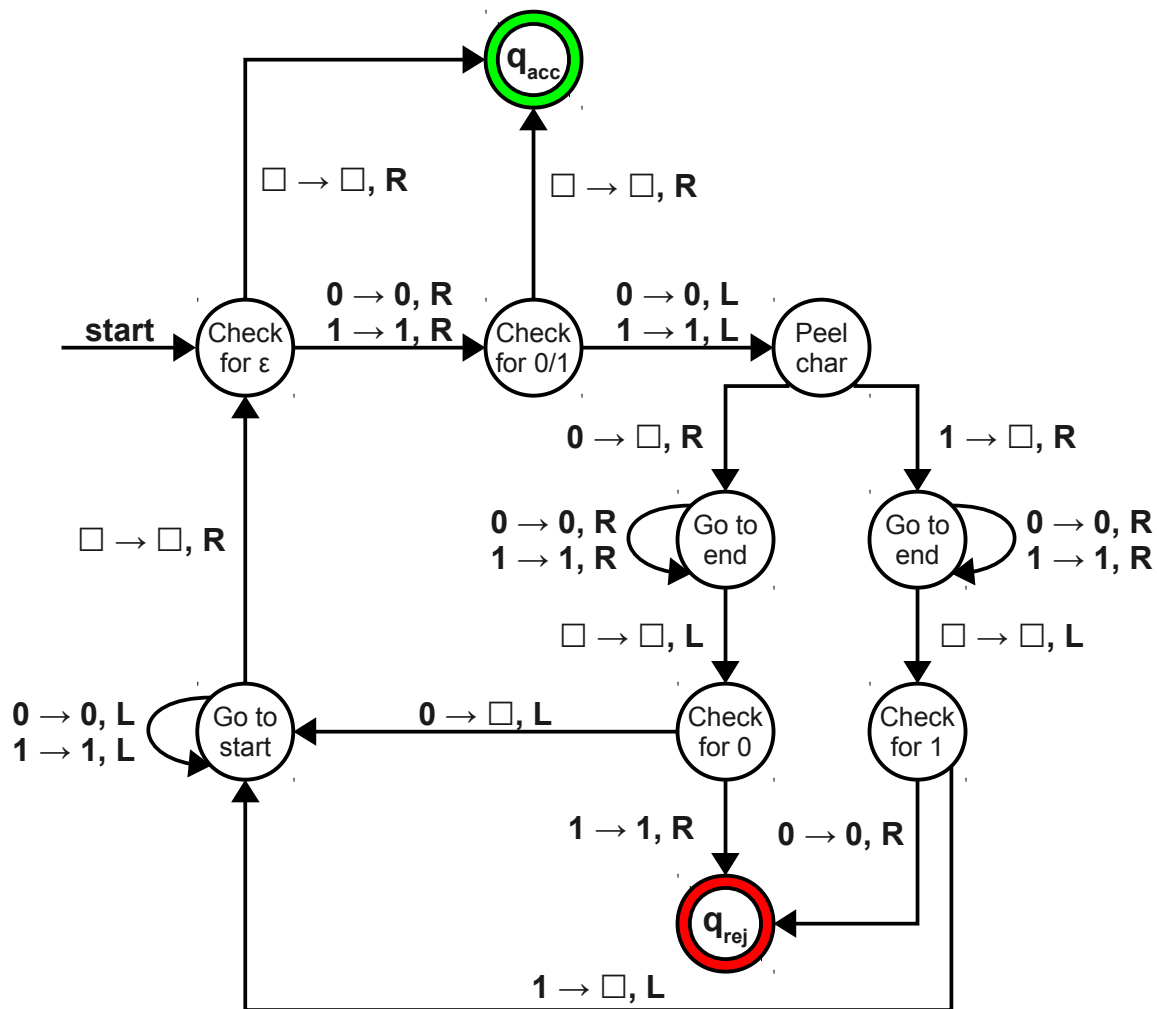 q_acc
□ → □, R
□ → □, R
0 → 0, R
1 → 1, R
0 → 0, L
1 → 1, L
start
Check
for ε
Check
for 0/1
Peel
char
0 → □, R
1 → □, R
0 → 0, R
1 → 1, R
Go to
end
Go to
end
0 → 0, R
1 → 1, R
□ → □, R
□ → □, L
□ → □, L
0 → 0, L
1 → 1, L
Go to
start
0 → □, L
Check
for 0
Check
for 1
1 → 1, R
0 → 0, R
q_rej
1 → □, L